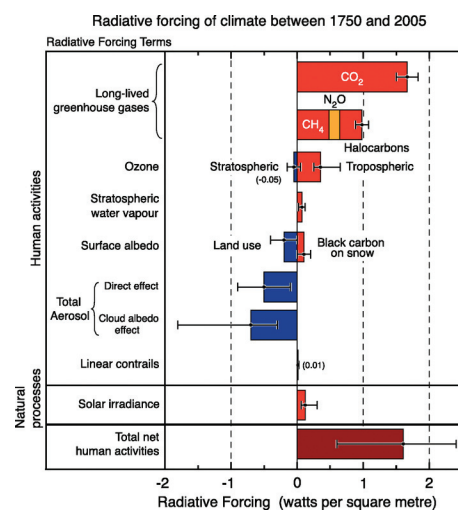 Radiative forcing of climate between 1750 and 2005
Radiative Forcing Terms
CO2
Long-lived
greenhouse gases
N2O
CH4
Halocarbons
Ozone
Stratospheric
(-0.05)
Tropospheric
Human activities
Stratospheric
water vapour
Surface albedo
Land use
Black carbon
on snow
Total
Aerosol
Direct effect
Cloud albedo
effect
Linear contrails
(0.01)
Natural
processes
Solar irradiance
Total net
human activities
-2 -1 0 1 2
Radiative Forcing (watts per square metre)